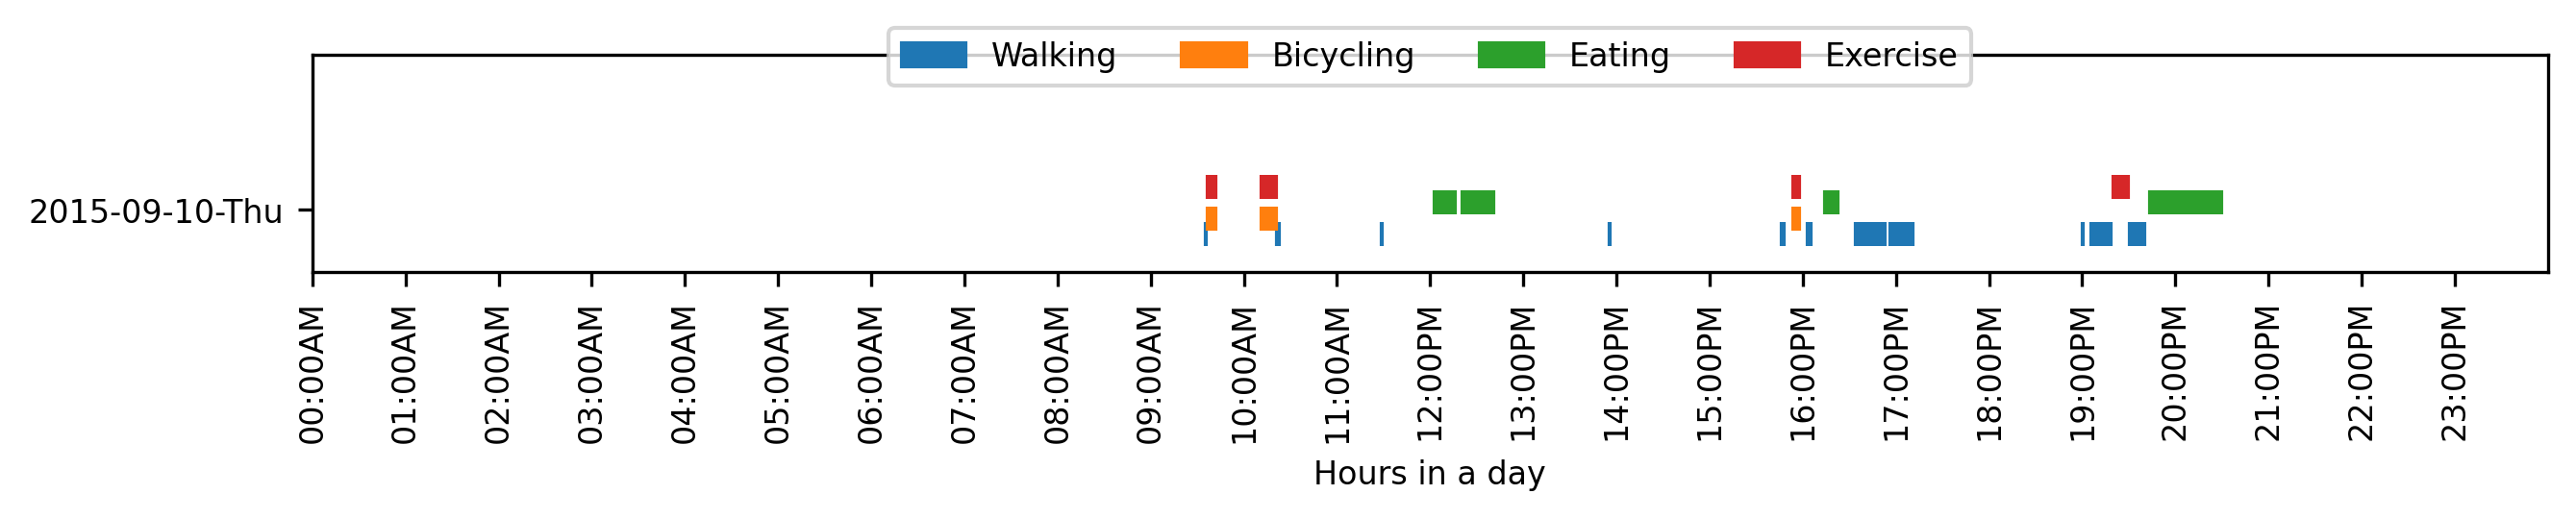 Walking Bicycling Eating Exercise
2015-09-10-Thu
00:00AM
01:00AM
02:00AM
03:00AM
04:00AM
05:00AM
06:00AM
07:00AM
08:00AM
09:00AM
10:00AM
11:00AM
12:00PM
13:00PM
14:00PM
15:00PM
16:00PM
17:00PM
18:00PM
19:00PM
20:00PM
21:00PM
22:00PM
23:00PM
Hours in a day